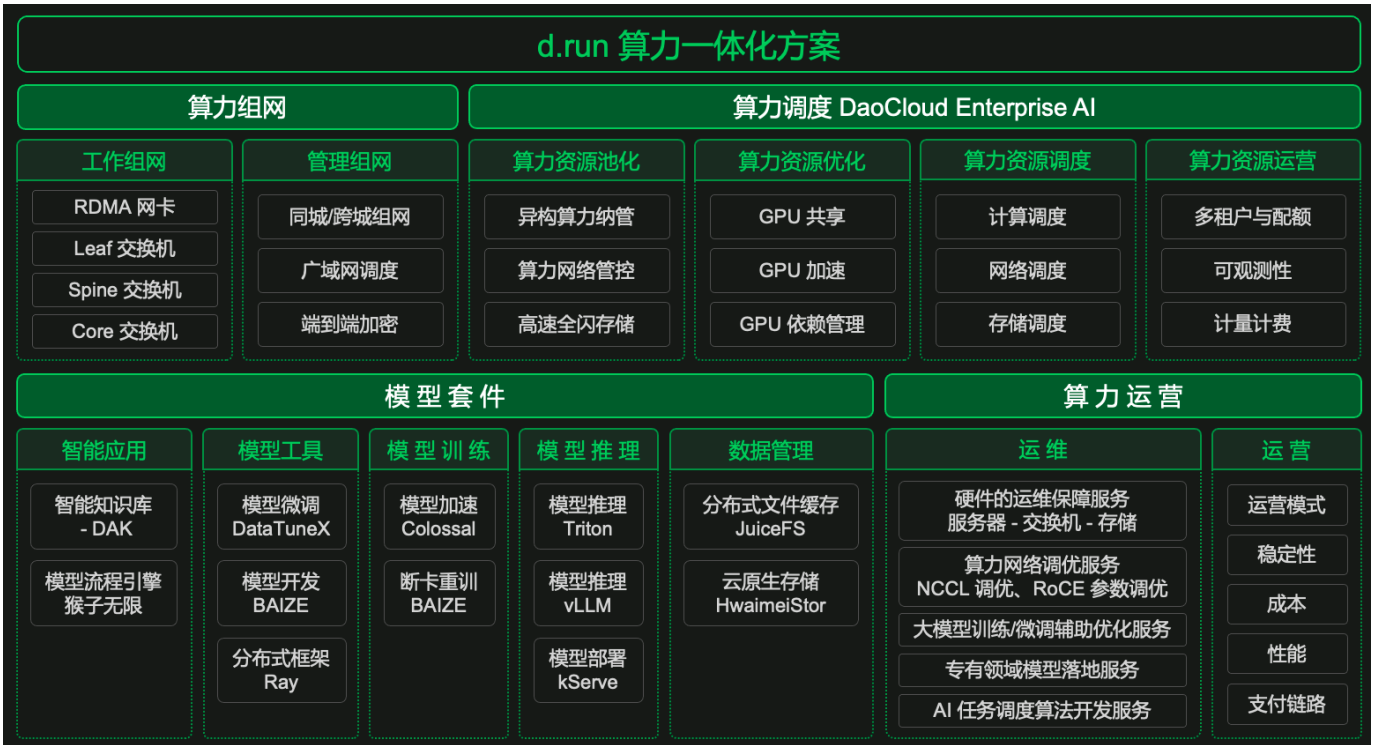 d.run 算力一体化方案
算力组网
算力调度 DaoCloud Enterprise AI
工作组网
RDMA 网卡
Leaf 交换机
Spine 交换机
Core 交换机
管理组网
同城/跨城组网
广域网调度
端到端加密
算力资源池化
异构算力纳管
算力网络管控
高速全闪存储
算力资源优化
GPU 共享
GPU 加速
GPU 依赖管理
算力资源调度
计算调度
网络调度
存储调度
算力资源运营
多租户与配额
可观测性
计量计费
模 型 套 件
算 力 运 营
智能应用
智能知识库
- DAK
模型流程引擎
猴子无限
模型工具
模型微调
DataTuneX
模型开发
BAIZE
分布式框架
Ray
模 型 训 练
模型加速
Colossal
断卡重训
BAIZE
模 型 推 理
模型推理
Triton
模型推理
vLLM
模型部署
kServe
数据管理
分布式文件缓存
JuiceFS
云原生存储
HwaimeiStor
运 维
硬件的运维保障服务
服务器 - 交换机 - 存储
算力网络调优服务
NCCL 调优、RoCE 参数调优
大模型训练/微调辅助优化服务
专有领域模型落地服务
AI 任务调度算法开发服务
运 营
运营模式
稳定性
成本
性能
支付链路